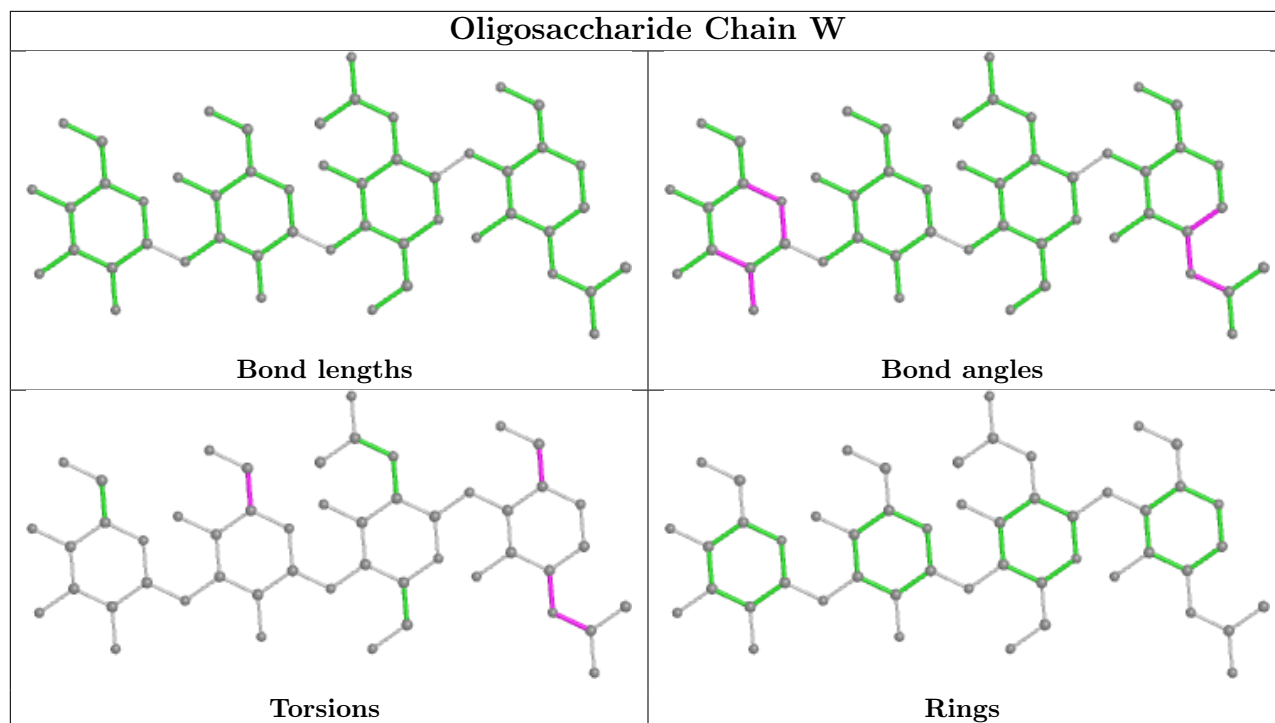 Oligosaccharide Chain W
Bond lengths
Bond angles
Torsions
Rings